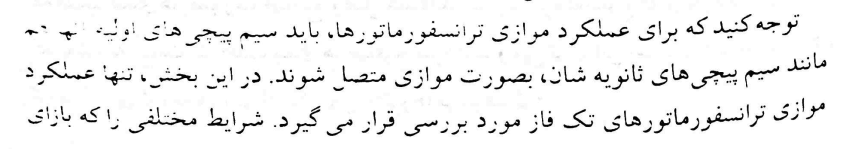 توجه کنید که برای عملکرد موازی ترانسفورماتورها، باید سیم پیچی های اولیه
مانند سیم پیچی های ثانویه شان، بصورت موازی متصل شوند. در این بخش، تنها عملکرد
موازی ترانسفورماتورهای تک فاز مورد بررسی قرار می گیرد. شرایط مختلفی را که بازای